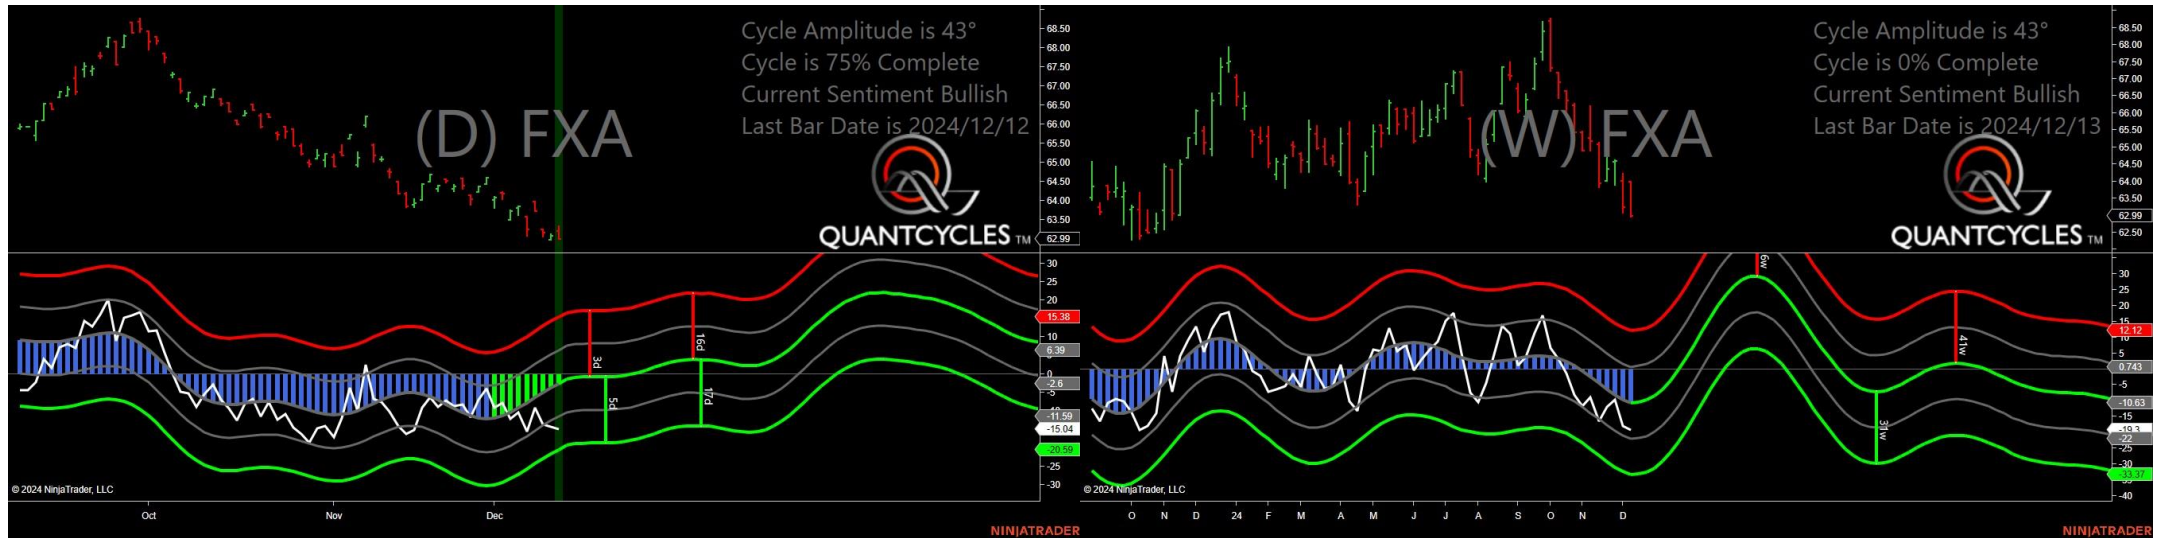 Cycle Amplitude is 43°
Cycle is 75% Complete
Current Sentiment Bullish
Last Bar Date is 2024/12/12
(D) FXA
QUANTCYCLES TM
68.50
68.00
67.50
67.00
66.50
66.00
65.50
65.00
64.50
64.00
63.50
62.99
30
25
20
15.38
10
6.39
0
-2.6
-5
-11.59
-15.04
-20.59
-25
-30
3d
5d
16d
17d
© 2024 NinjaTrader, LLC
Oct
Nov
Dec
NINJATRADER
Cycle Amplitude is 43°
Cycle is 0% Complete
Current Sentiment Bullish
Last Bar Date is 2024/12/13
(W) FXA
QUANTCYCLES TM
68.50
68.00
67.50
67.00
66.50
66.00
65.50
65.00
64.50
64.00
63.50
62.99
62.50
30
25
20
15
12.12
5
0.743
-5
-10.63
-15
-19.3
-22
-25
-30
-33.37
-40
6w
31w
41w
© 2024 NinjaTrader, LLC
O
N
D
24
F
M
A
M
J
J
A
S
O
N
D
NINJATRADER